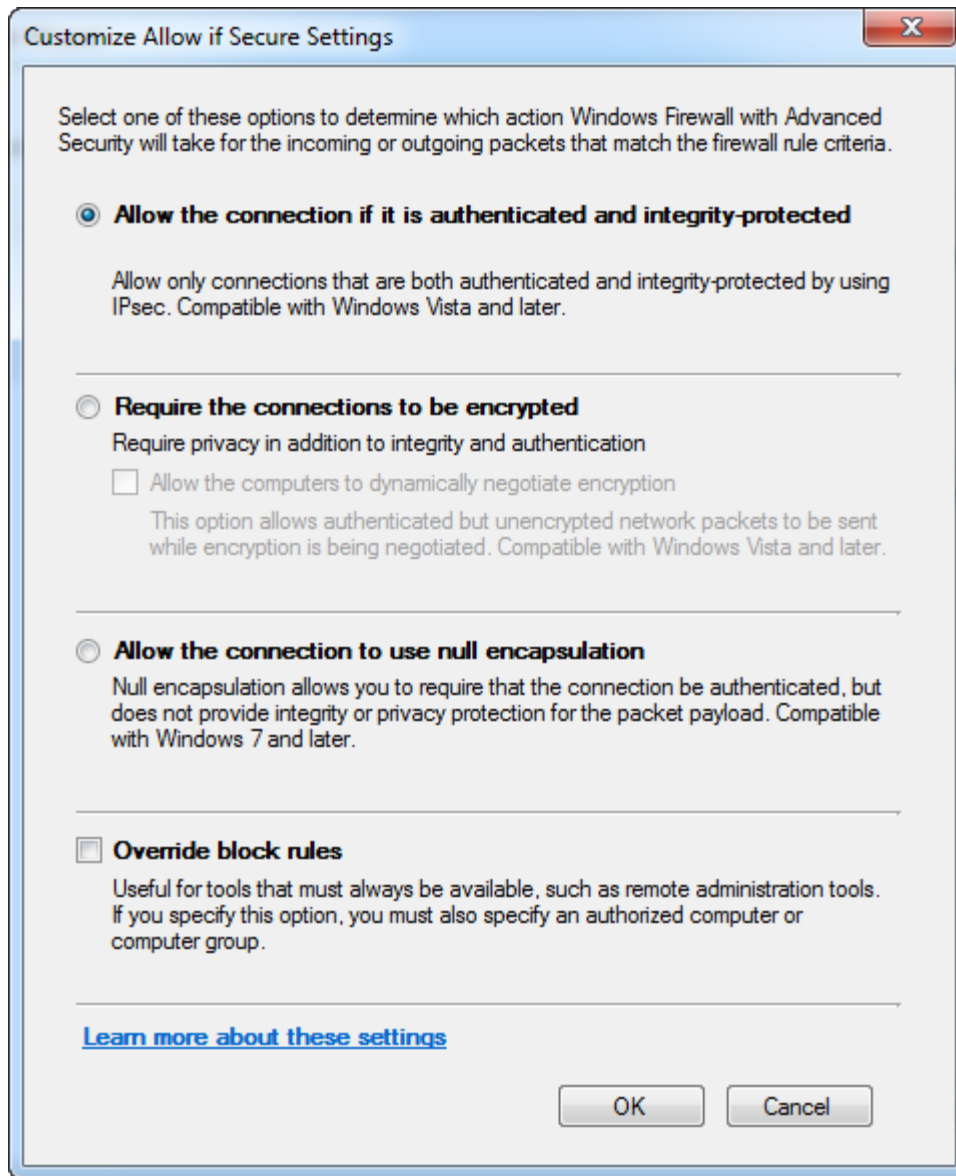 Customize Allow if Secure Settings
Select one of these options to determine which action Windows Firewall with Advanced
Security will take for the incoming or outgoing packets that match the firewall rule criteria.
Allow the connection if it is authenticated and integrity-protected
Allow only connections that are both authenticated and integrity-protected by using
IPsec. Compatible with Windows Vista and later.
Require the connections to be encrypted
Require privacy in addition to integrity and authentication
Allow the computers to dynamically negotiate encryption
This option allows authenticated but unencrypted network packets to be sent
while encryption is being negotiated. Compatible with Windows Vista and later.
Allow the connection to use null encapsulation
Null encapsulation allows you to require that the connection be authenticated, but
does not provide integrity or privacy protection for the packet payload. Compatible
with Windows 7 and later.
Override block rules
Useful for tools that must always be available, such as remote administration tools.
If you specify this option, you must also specify an authorized computer or
computer group.
Learn more about these settings
OK
Cancel